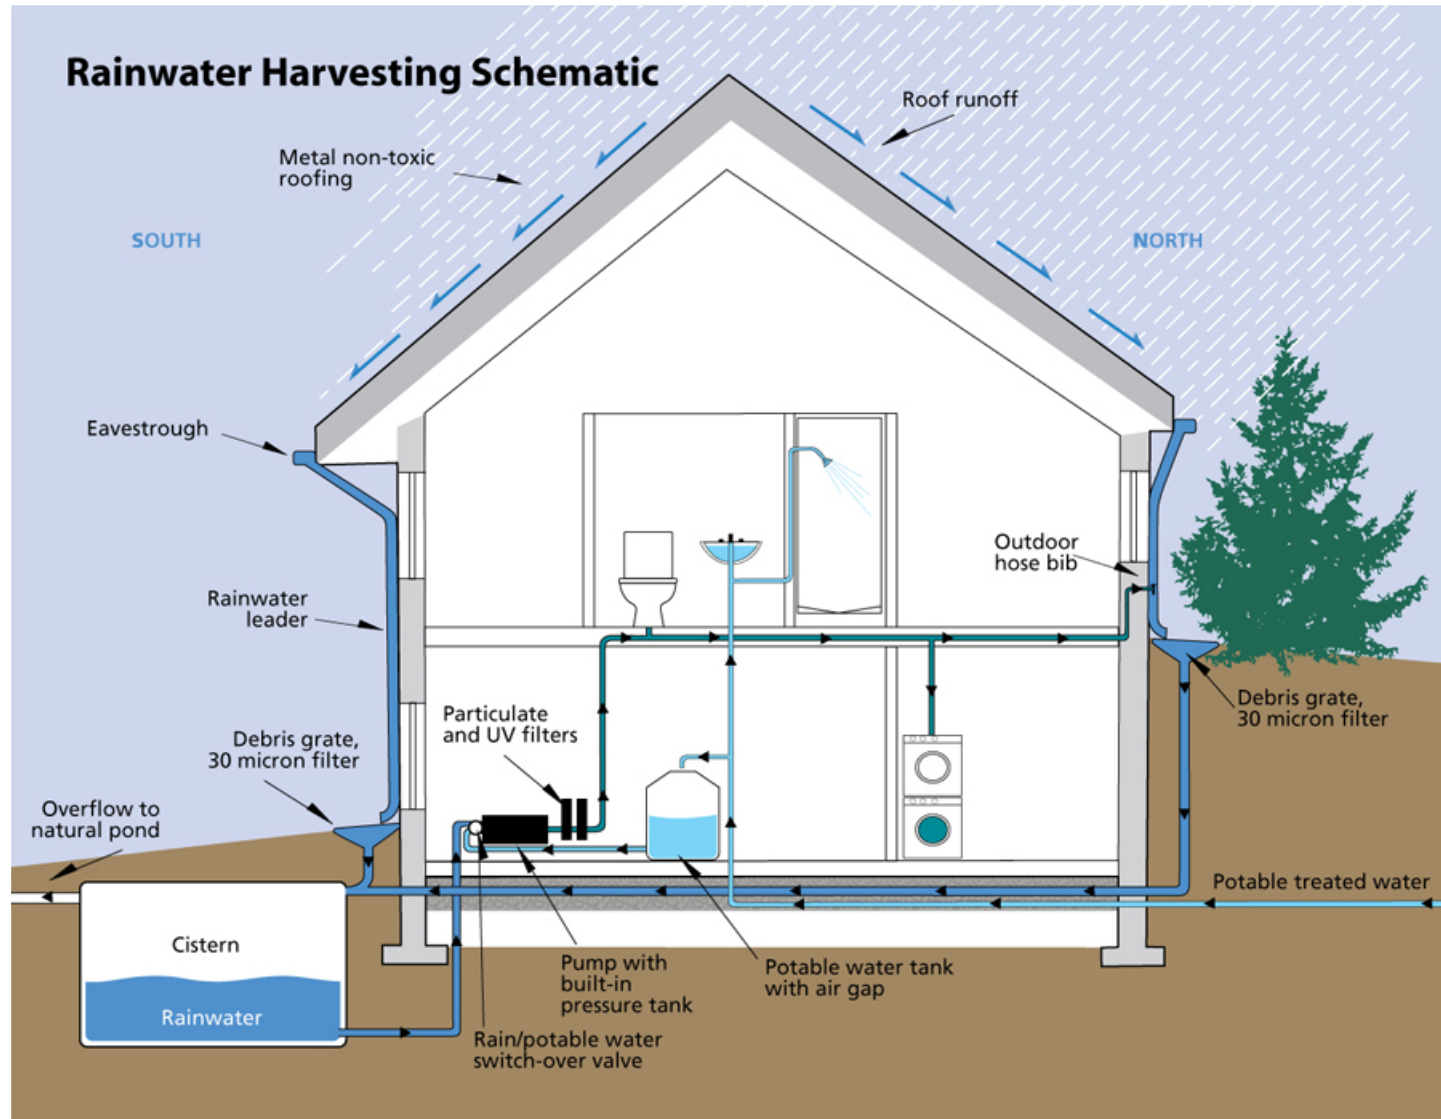 Rainwater Harvesting Schematic
Roof runoff
Metal non-toxic
roofing
SOUTH
NORTH
Eavestrough
Outdoor
hose bib
Rainwater
leader
Particulate
and UV filters
Debris grate,
30 micron filter
Debris grate,
30 micron filter
Overflow to
natural pond
Potable treated water
Cistern
Rainwater
Pump with
built-in
pressure tank
Potable water tank
with air gap
Rain/potable water
switch-over valve